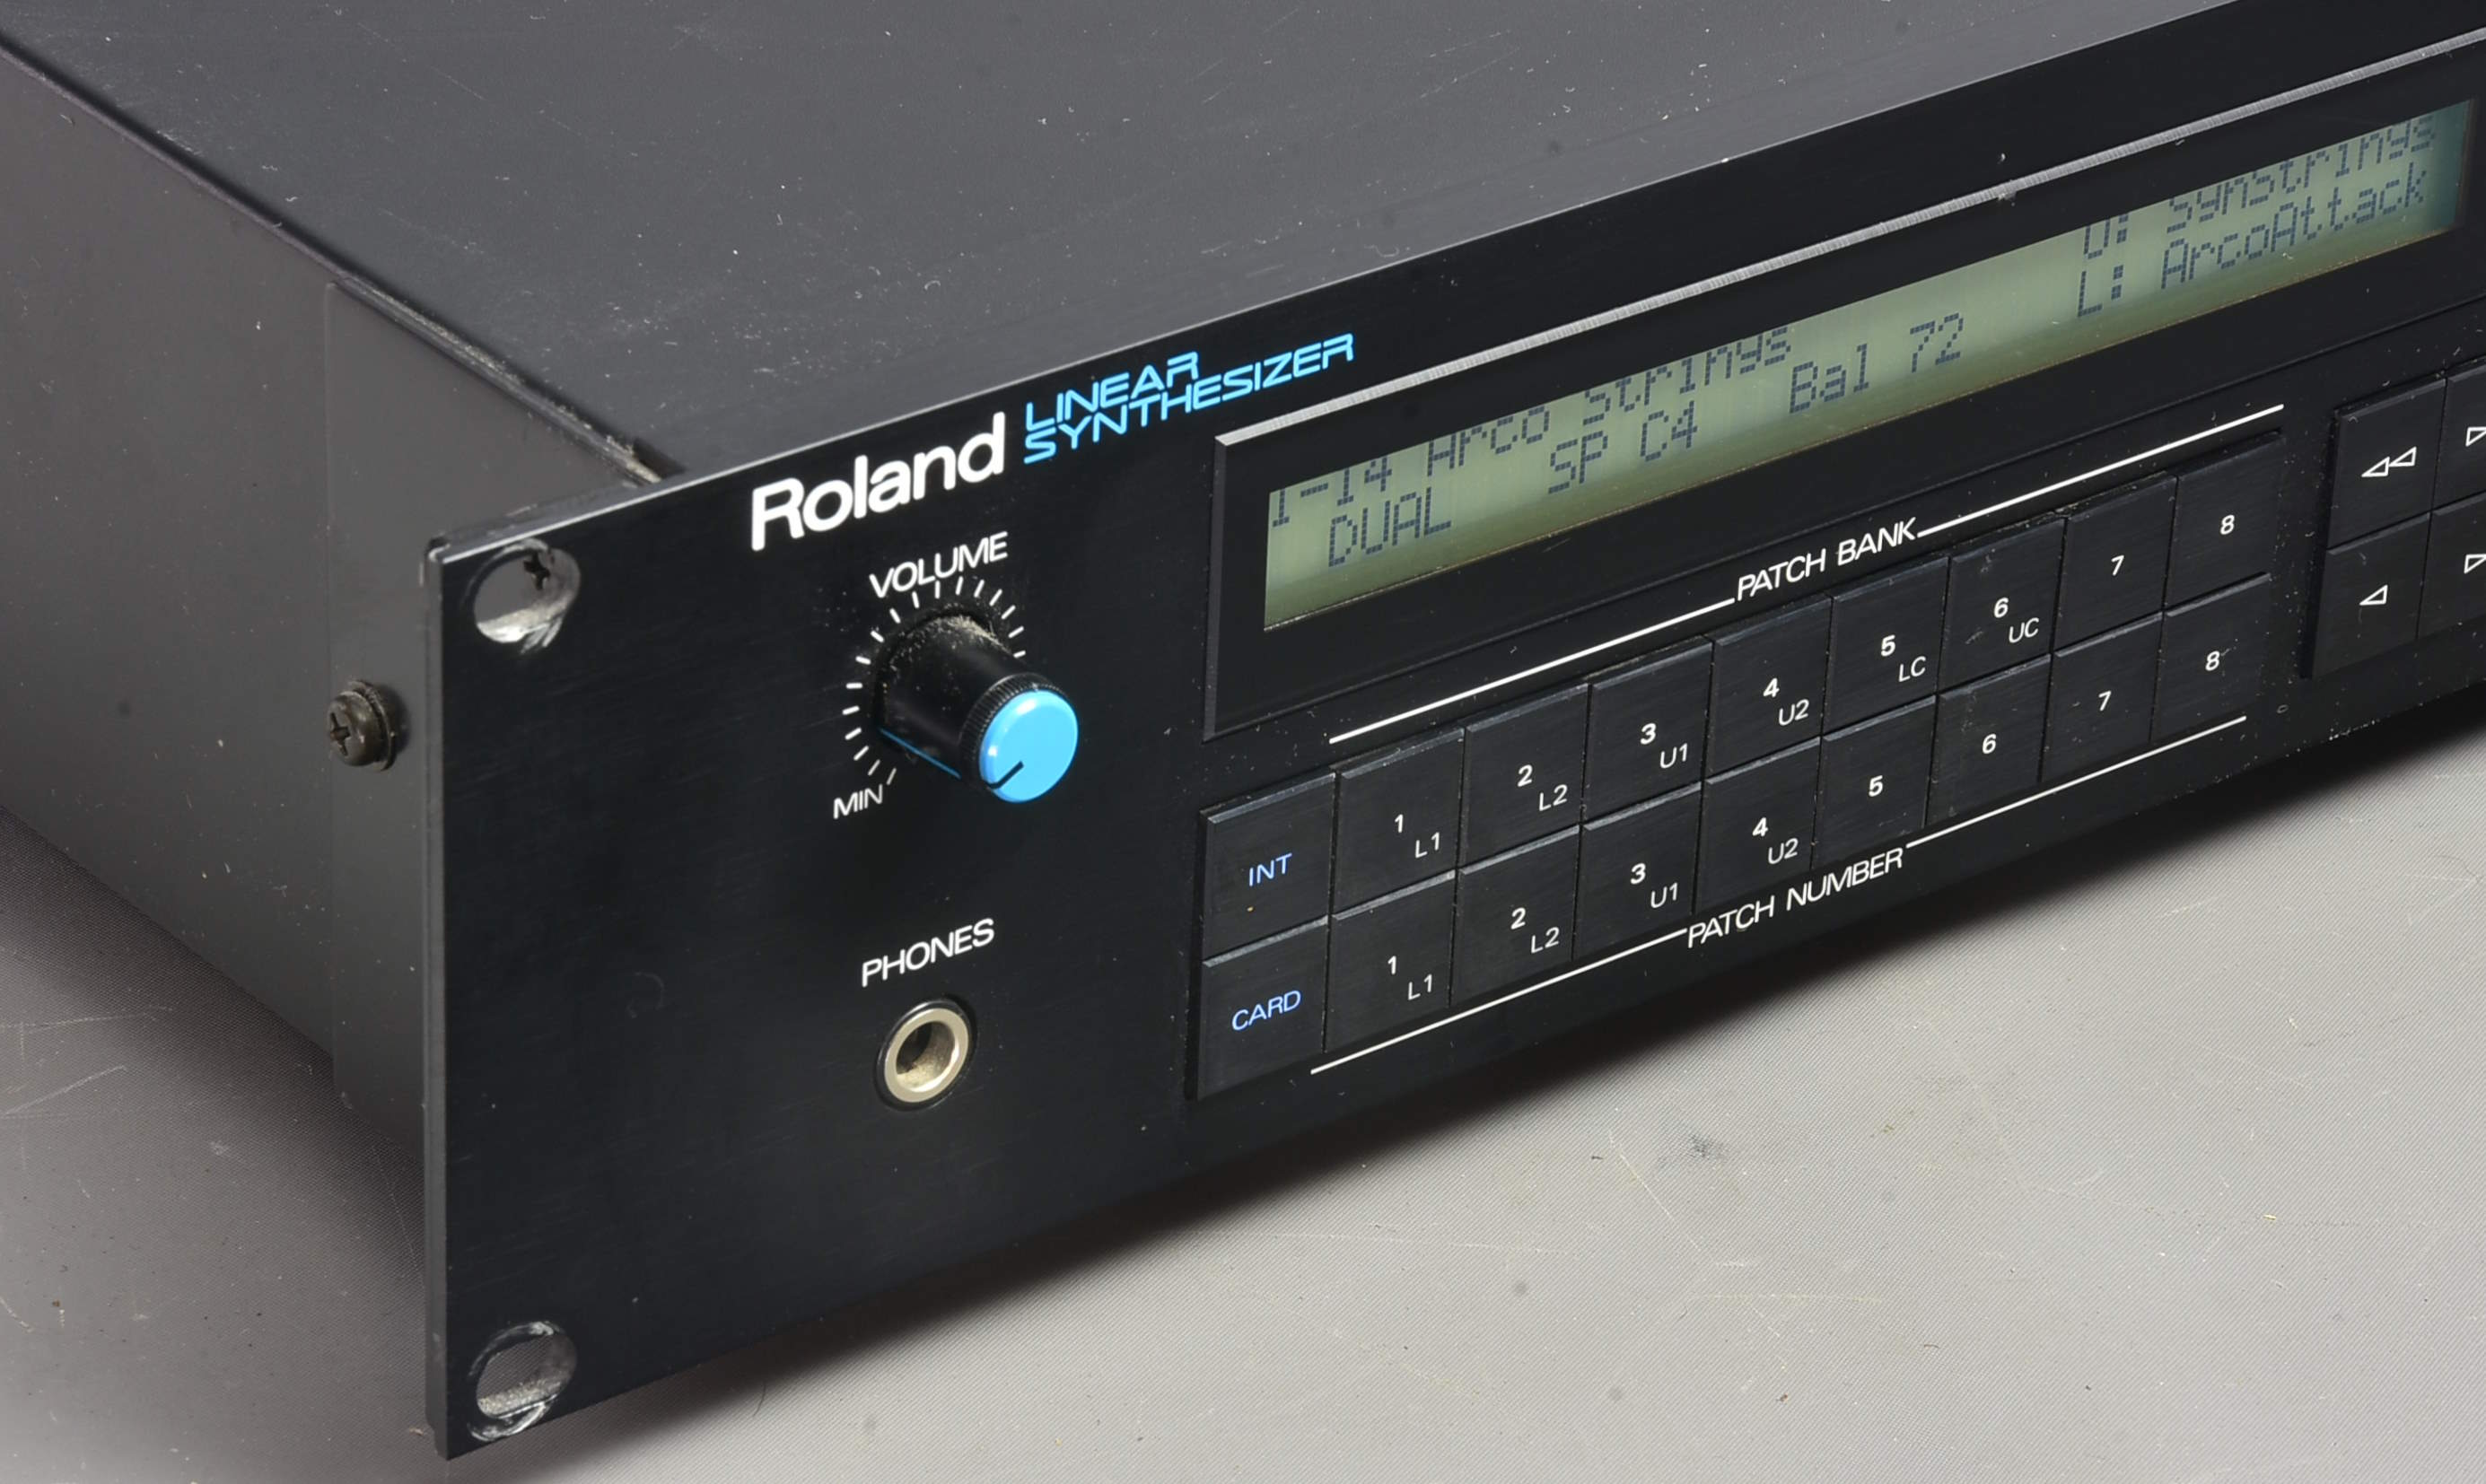 Roland
LINEAR
SYNTHESIZER
VOLUME
MIN
PHONES
I-14 Arco Strings U: SynStrings
DUAL SP C4 Bal 72 L: ArcoAttack
PATCH BANK
INT
1 L1
2 L2
3 U1
4 U2
5 LC
6 UC
7
8
CARD
1 L1
2 L2
3 U1
4 U2
5
6
7
8
PATCH NUMBER